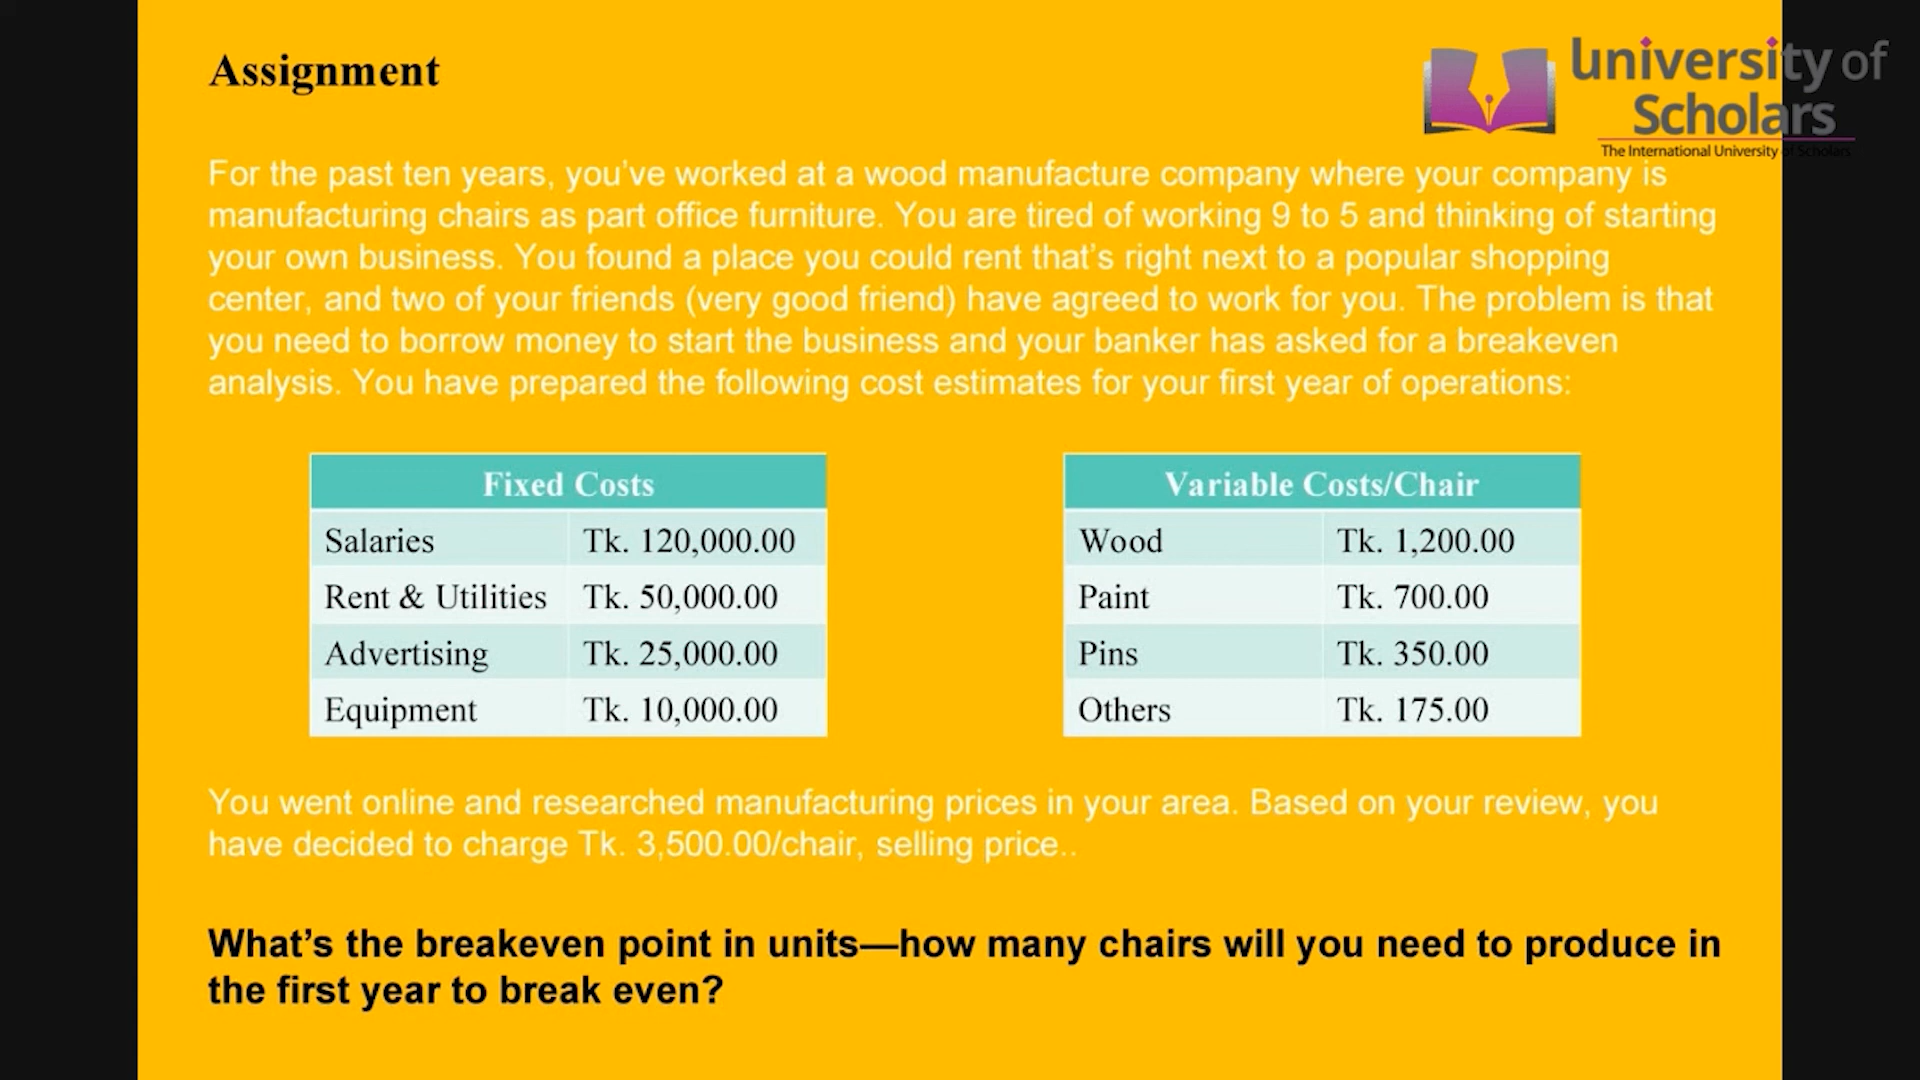 Assignment
University of
Scholars
The International University of Scholars
For the past ten years, you’ve worked at a wood manufacture company where your company is
manufacturing chairs as part office furniture. You are tired of working 9 to 5 and thinking of starting
your own business. You found a place you could rent that’s right next to a popular shopping
center, and two of your friends (very good friend) have agreed to work for you. The problem is that
you need to borrow money to start the business and your banker has asked for a breakeven
analysis. You have prepared the following cost estimates for your first year of operations:
Fixed Costs
Salaries Tk. 120,000.00
Rent & Utilities Tk. 50,000.00
Advertising Tk. 25,000.00
Equipment Tk. 10,000.00
Variable Costs/Chair
Wood Tk. 1,200.00
Paint Tk. 700.00
Pins Tk. 350.00
Others Tk. 175.00
You went online and researched manufacturing prices in your area. Based on your review, you
have decided to charge Tk. 3,500.00/chair, selling price..
What’s the breakeven point in units—how many chairs will you need to produce in
the first year to break even?